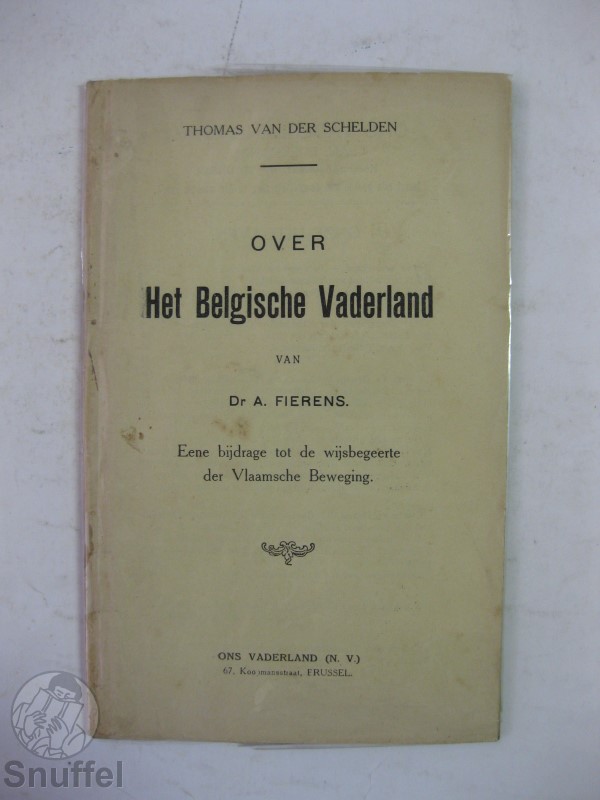 THOMAS VAN DER SCHELDEN
OVER
Het Belgische Vaderland
VAN
Dr A. FIERENS.
Eene bijdrage tot de wijsbegeerte
der Vlaamsche Beweging.
ONS VADERLAND (N. V.)
67, BRUSSEL.
Snuffel